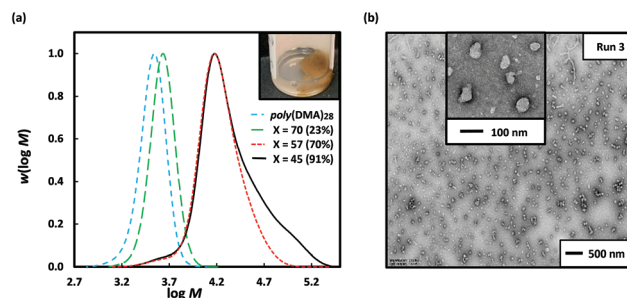 (a)
1.0
0.8
0.6
0.4
0.2
0.0
w(log M)
poly(DMA)28
X = 70 (23%)
X = 57 (70%)
X = 45 (91%)
2.7 3.2 3.7 4.2 4.7 5.2
log M
(b)
Run 3
100 nm
500 nm